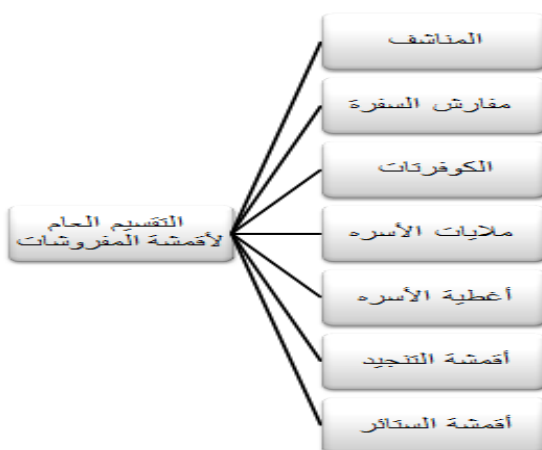 التقسيم العام
لأقمشة المفروشات
المناشف
مفارش السفرة
الكوفرتات
ملايات الأسره
أغطية الأسره
أقمشة التنجيد
أقمشة الستائر